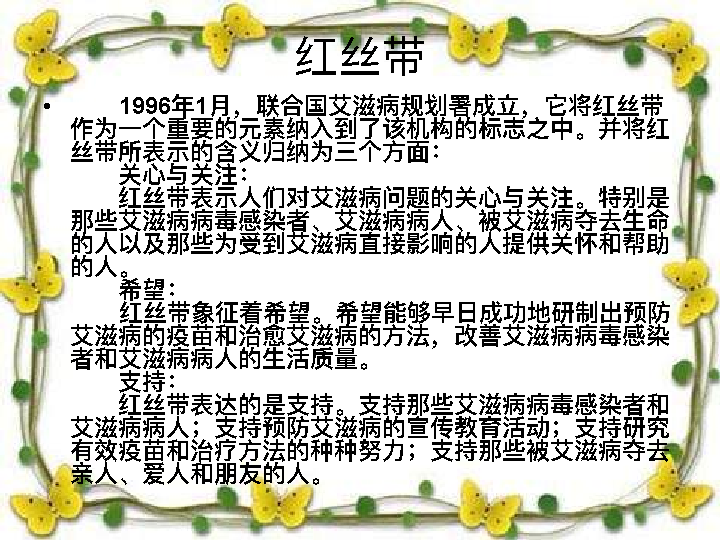 红丝带
• 1996年1月，联合国艾滋病规划署成立，它将红丝带
作为一个重要的元素纳入到了该机构的标志之中。并将红
丝带所表示的含义归纳为三个方面：
关心与关注：
红丝带表示人们对艾滋病问题的关心与关注。特别是
那些艾滋病病毒感染者、艾滋病病人、被艾滋病夺去生命
的人以及那些为受到艾滋病直接影响的人提供关怀和帮助
的人。
希望：
红丝带象征着希望。希望能够早日成功地研制出预防
艾滋病的疫苗和治愈艾滋病的方法，改善艾滋病病毒感染
者和艾滋病病人的生活质量。
支持：
红丝带表达的是支持。支持那些艾滋病病毒感染者和
艾滋病病人；支持预防艾滋病的宣传教育活动；支持研究
有效疫苗和治疗方法的种种努力；支持那些被艾滋病夺去
亲人、爱人和朋友的人。